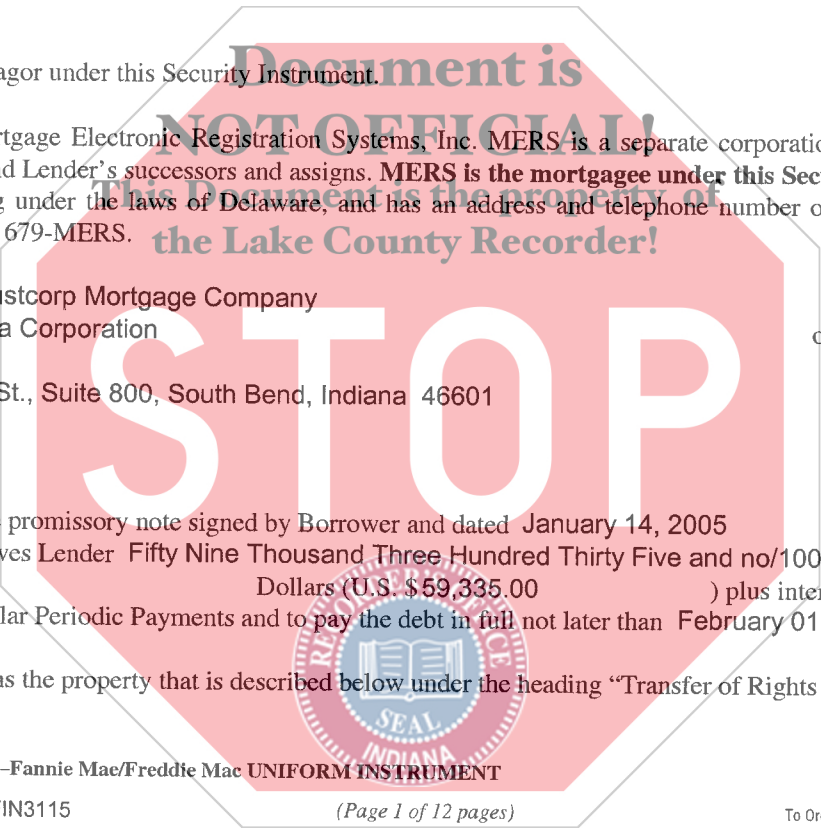 Document is
agor under this Security Instrument.
NOT OFFICIAL!
rtgage Electronic Registration Systems, Inc. MERS is a separate corporatio
d Lender's successors and assigns. MERS is the mortgagee under this Sec
This Document is the property of
g under the laws of Delaware, and has an address and telephone number o
679-MERS.
the Lake County Recorder!
ustcorp Mortgage Company
a Corporation
STOP
St., Suite 800, South Bend, Indiana 46601
promissory note signed by Borrower and dated January 14, 2005
ves Lender Fifty Nine Thousand Three Hundred Thirty Five and no/100
Dollars (U.S. $59,335.00 ) plus inter
lar Periodic Payments and to pay the debt in full not later than February 01
RECORDER'S OFFICE
as the property that is described below under the heading “Transfer of Rights
SEAL
INDIANA
–Fannie Mae/Freddie Mac UNIFORM INSTRUMENT
IN3115 (Page 1 of 12 pages) To Or